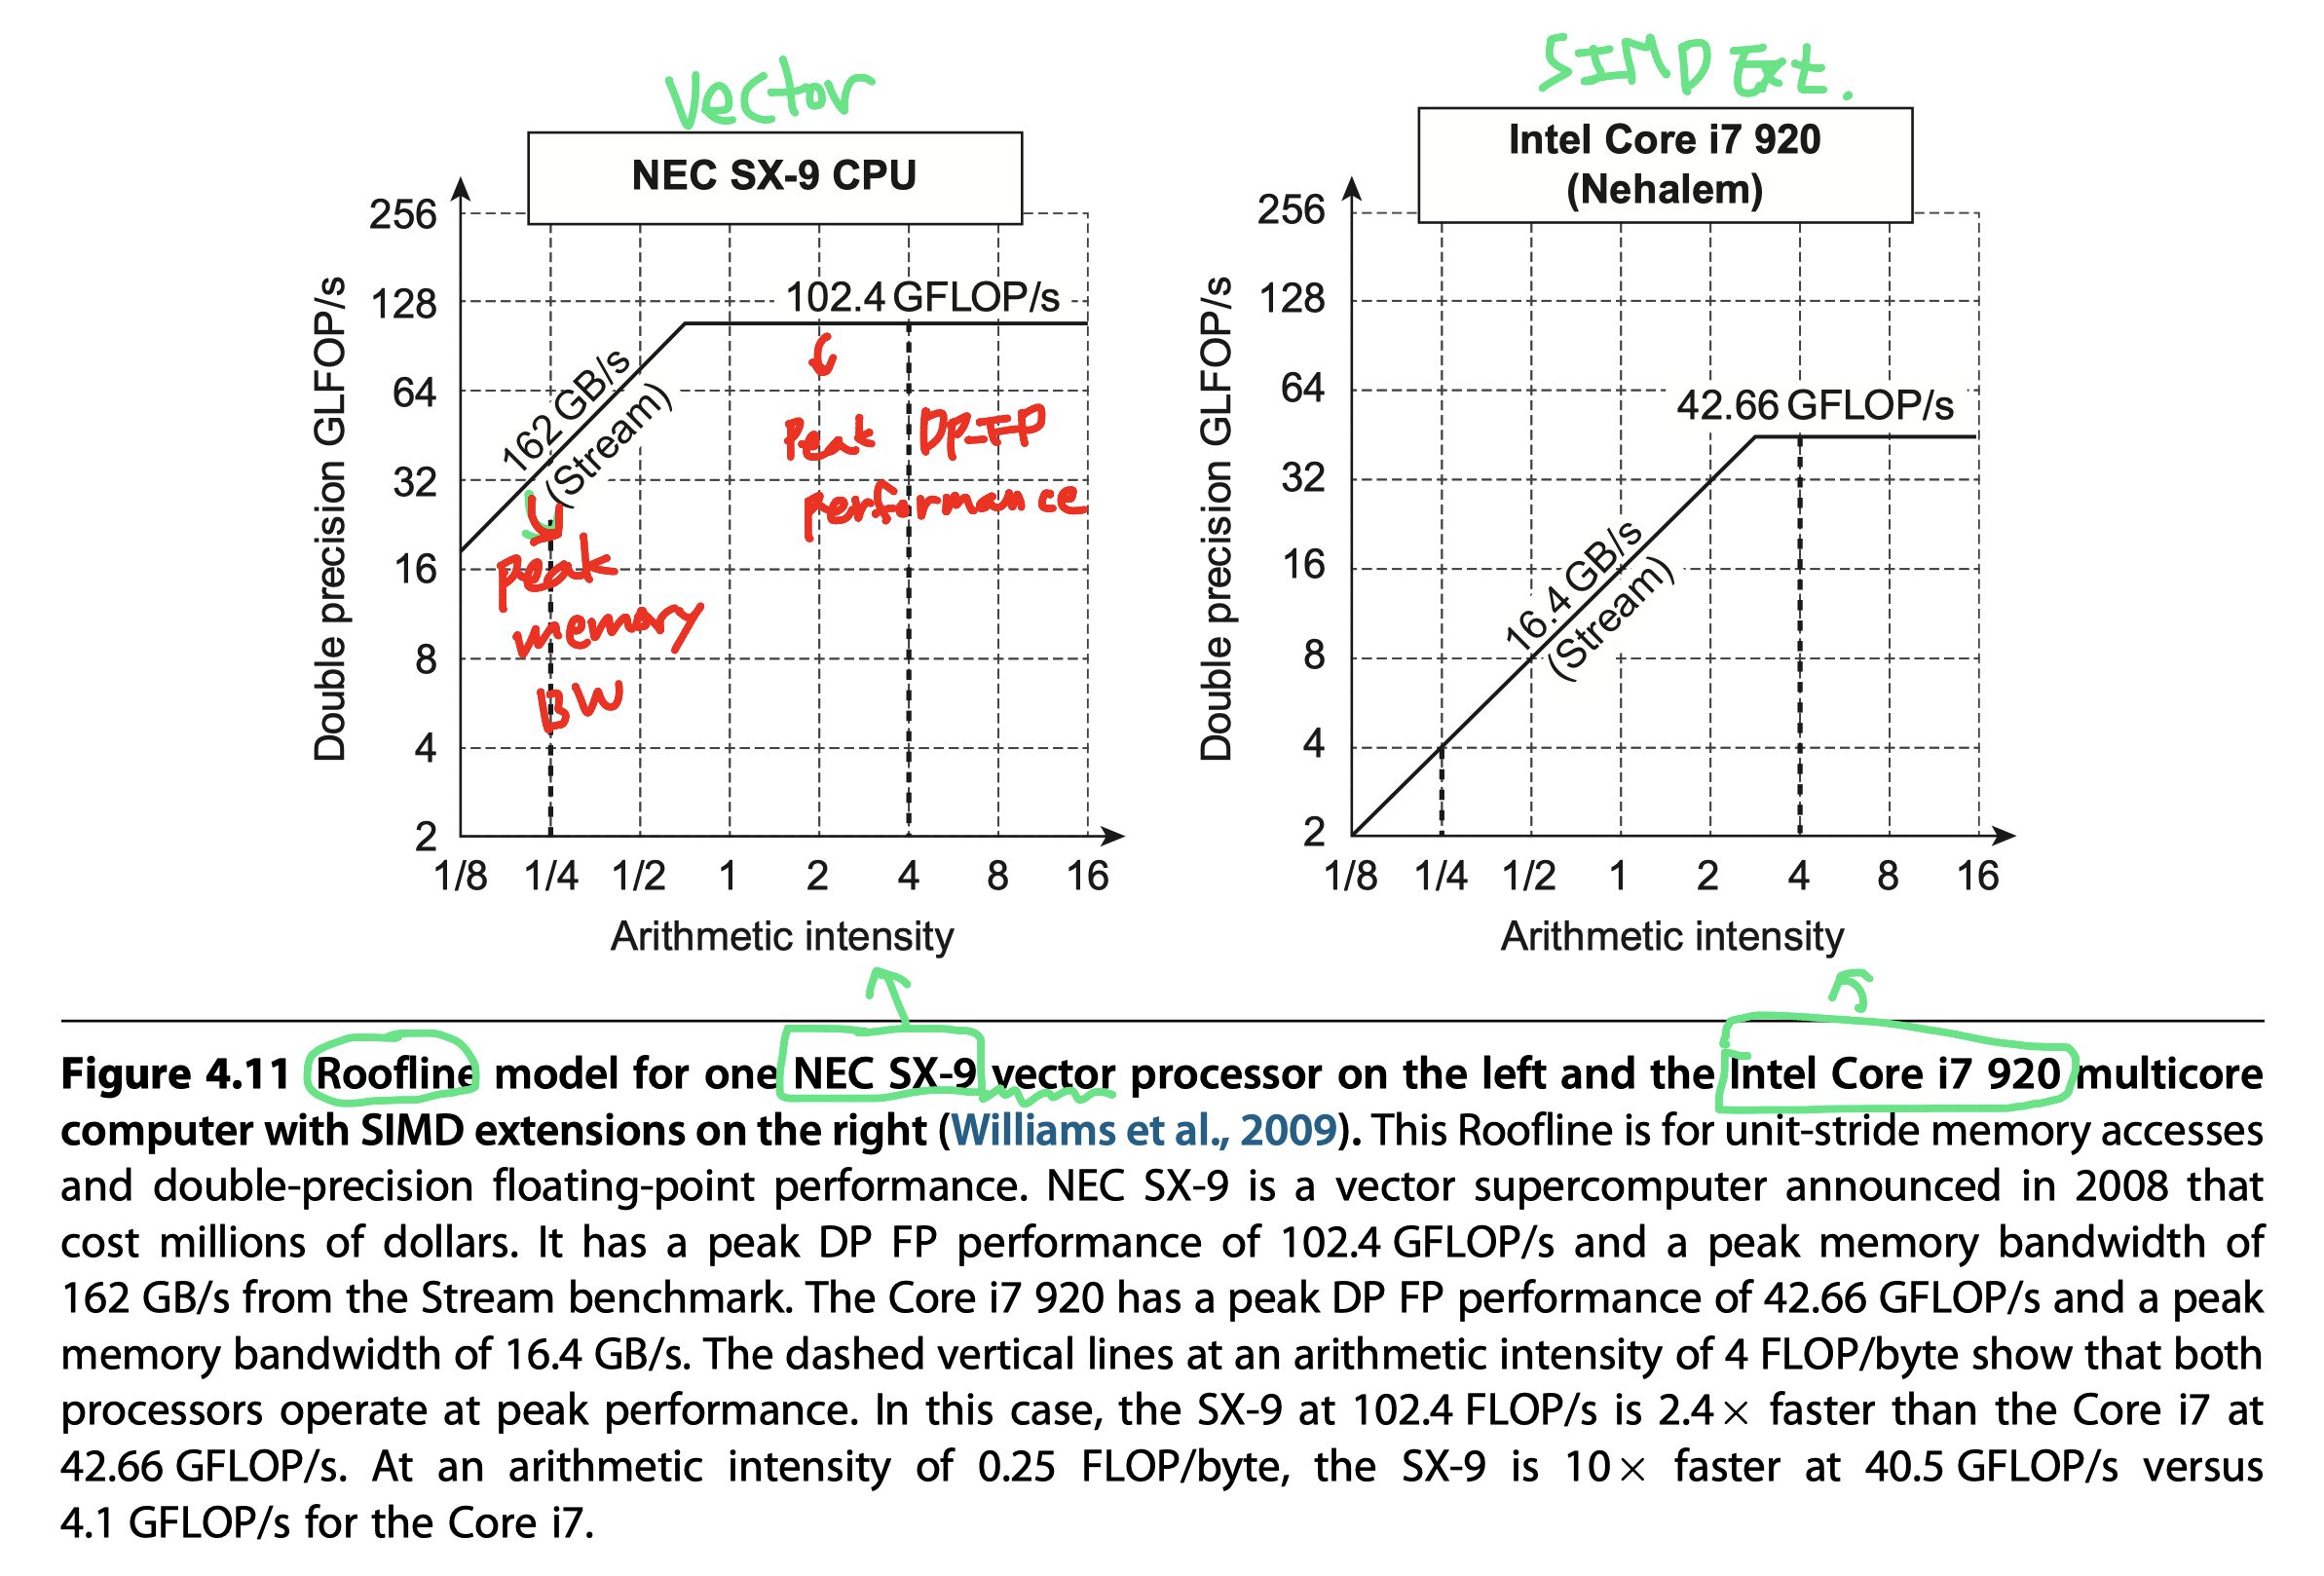 vector
SIMD Ext.
NEC SX-9 CPU
256
128
64
32
16
8
4
2
1/8 1/4 1/2 1 2 4 8 16
Double precision GLFOP/s
Arithmetic intensity
102.4 GFLOP/s
162 GB/s
(Stream)
Peak DP-FP
performance
peak
memory
BW
Intel Core i7 920
(Nehalem)
256
128
64
32
16
8
4
2
1/8 1/4 1/2 1 2 4 8 16
Double precision GLFOP/s
Arithmetic intensity
42.66 GFLOP/s
16.4 GB/s
(Stream)
Figure 4.11 Roofline model for one NEC SX-9 vector processor on the left and the Intel Core i7 920 multicore
computer with SIMD extensions on the right (Williams et al., 2009). This Roofline is for unit-stride memory accesses
and double-precision floating-point performance. NEC SX-9 is a vector supercomputer announced in 2008 that
cost millions of dollars. It has a peak DP FP performance of 102.4 GFLOP/s and a peak memory bandwidth of
162 GB/s from the Stream benchmark. The Core i7 920 has a peak DP FP performance of 42.66 GFLOP/s and a peak
memory bandwidth of 16.4 GB/s. The dashed vertical lines at an arithmetic intensity of 4 FLOP/byte show that both
processors operate at peak performance. In this case, the SX-9 at 102.4 FLOP/s is 2.4× faster than the Core i7 at
42.66 GFLOP/s. At an arithmetic intensity of 0.25 FLOP/byte, the SX-9 is 10× faster at 40.5 GFLOP/s versus
4.1 GFLOP/s for the Core i7.